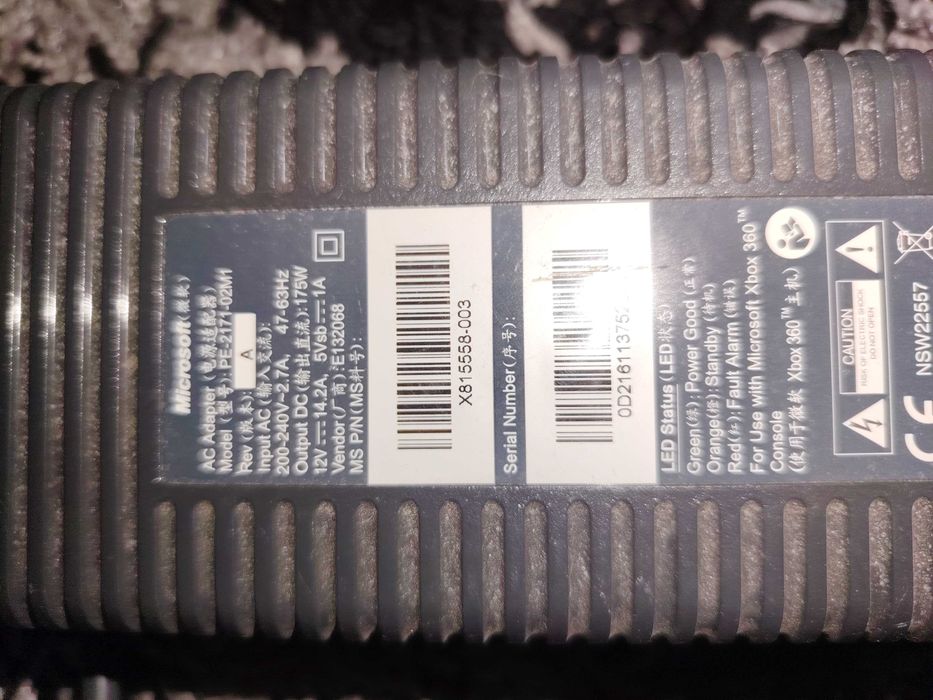 Microsoft(微软)
AC Adapter(电源适配器)
Model(型号):PE-2171-02M1
Rev(版本): A
Input AC(输入交流):
200-240V~2.7A, 47-63Hz
Output DC(输出直流):175W
12V⎓14.2A, 5Vsb⎓1A
Vendor(厂商):E132068
MS P/N(MS料号):
X815558-003
Serial Number(序号):
0D216113752
LED Status (LED状态)
Green(绿):Power Good (正常)
Orange(橙):Standby (待机)
Red(红):Fault Alarm (错误)
For Use with Microsoft Xbox 360™
Console
(使用于微软 Xbox 360™ 主机)
CAUTION
RISK OF ELECTRIC SHOCK
DO NOT OPEN
NSW22557
CE